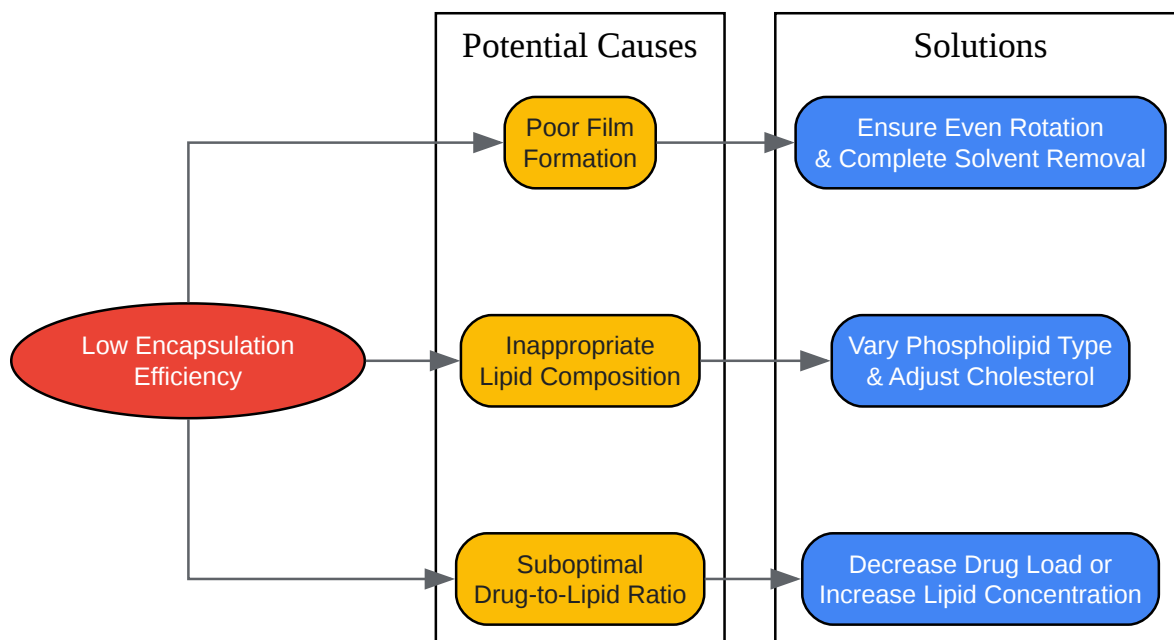 Potential Causes
Solutions
Poor Film
Formation
Ensure Even Rotation
& Complete Solvent Removal
Low Encapsulation
Efficiency
Inappropriate
Lipid Composition
Vary Phospholipid Type
& Adjust Cholesterol
Suboptimal
Drug-to-Lipid Ratio
Decrease Drug Load or
Increase Lipid Concentration